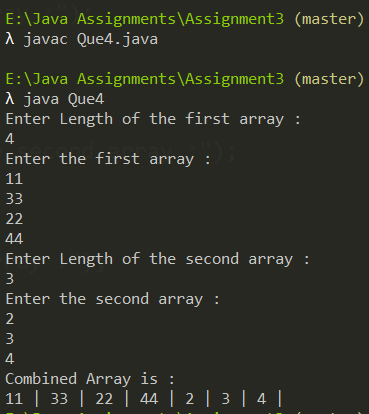 E:\Java Assignments\Assignment3 (master)
λ javac Que4.java
E:\Java Assignments\Assignment3 (master)
λ java Que4
Enter Length of the first array :
4
Enter the first array :
11
33
22
44
Enter Length of the second array :
3
Enter the second array :
2
3
4
Combined Array is :
11 | 33 | 22 | 44 | 2 | 3 | 4 |